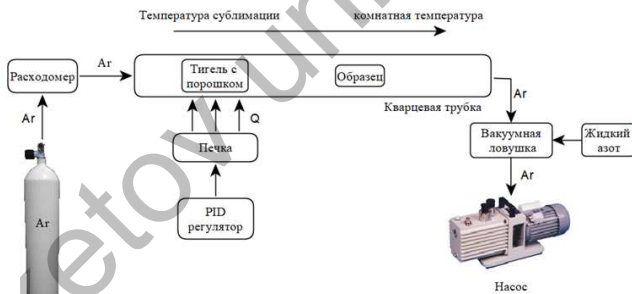 Температура сублимации комнатная температура
Ar
Расходомер
Тигель с
порошком
Образец
Ar
Кварцевая трубка
Q
Ar
Печка
Вакуумная
ловушка
Жидкий
азот
Ar
PID
регулятор
Ar
Насос